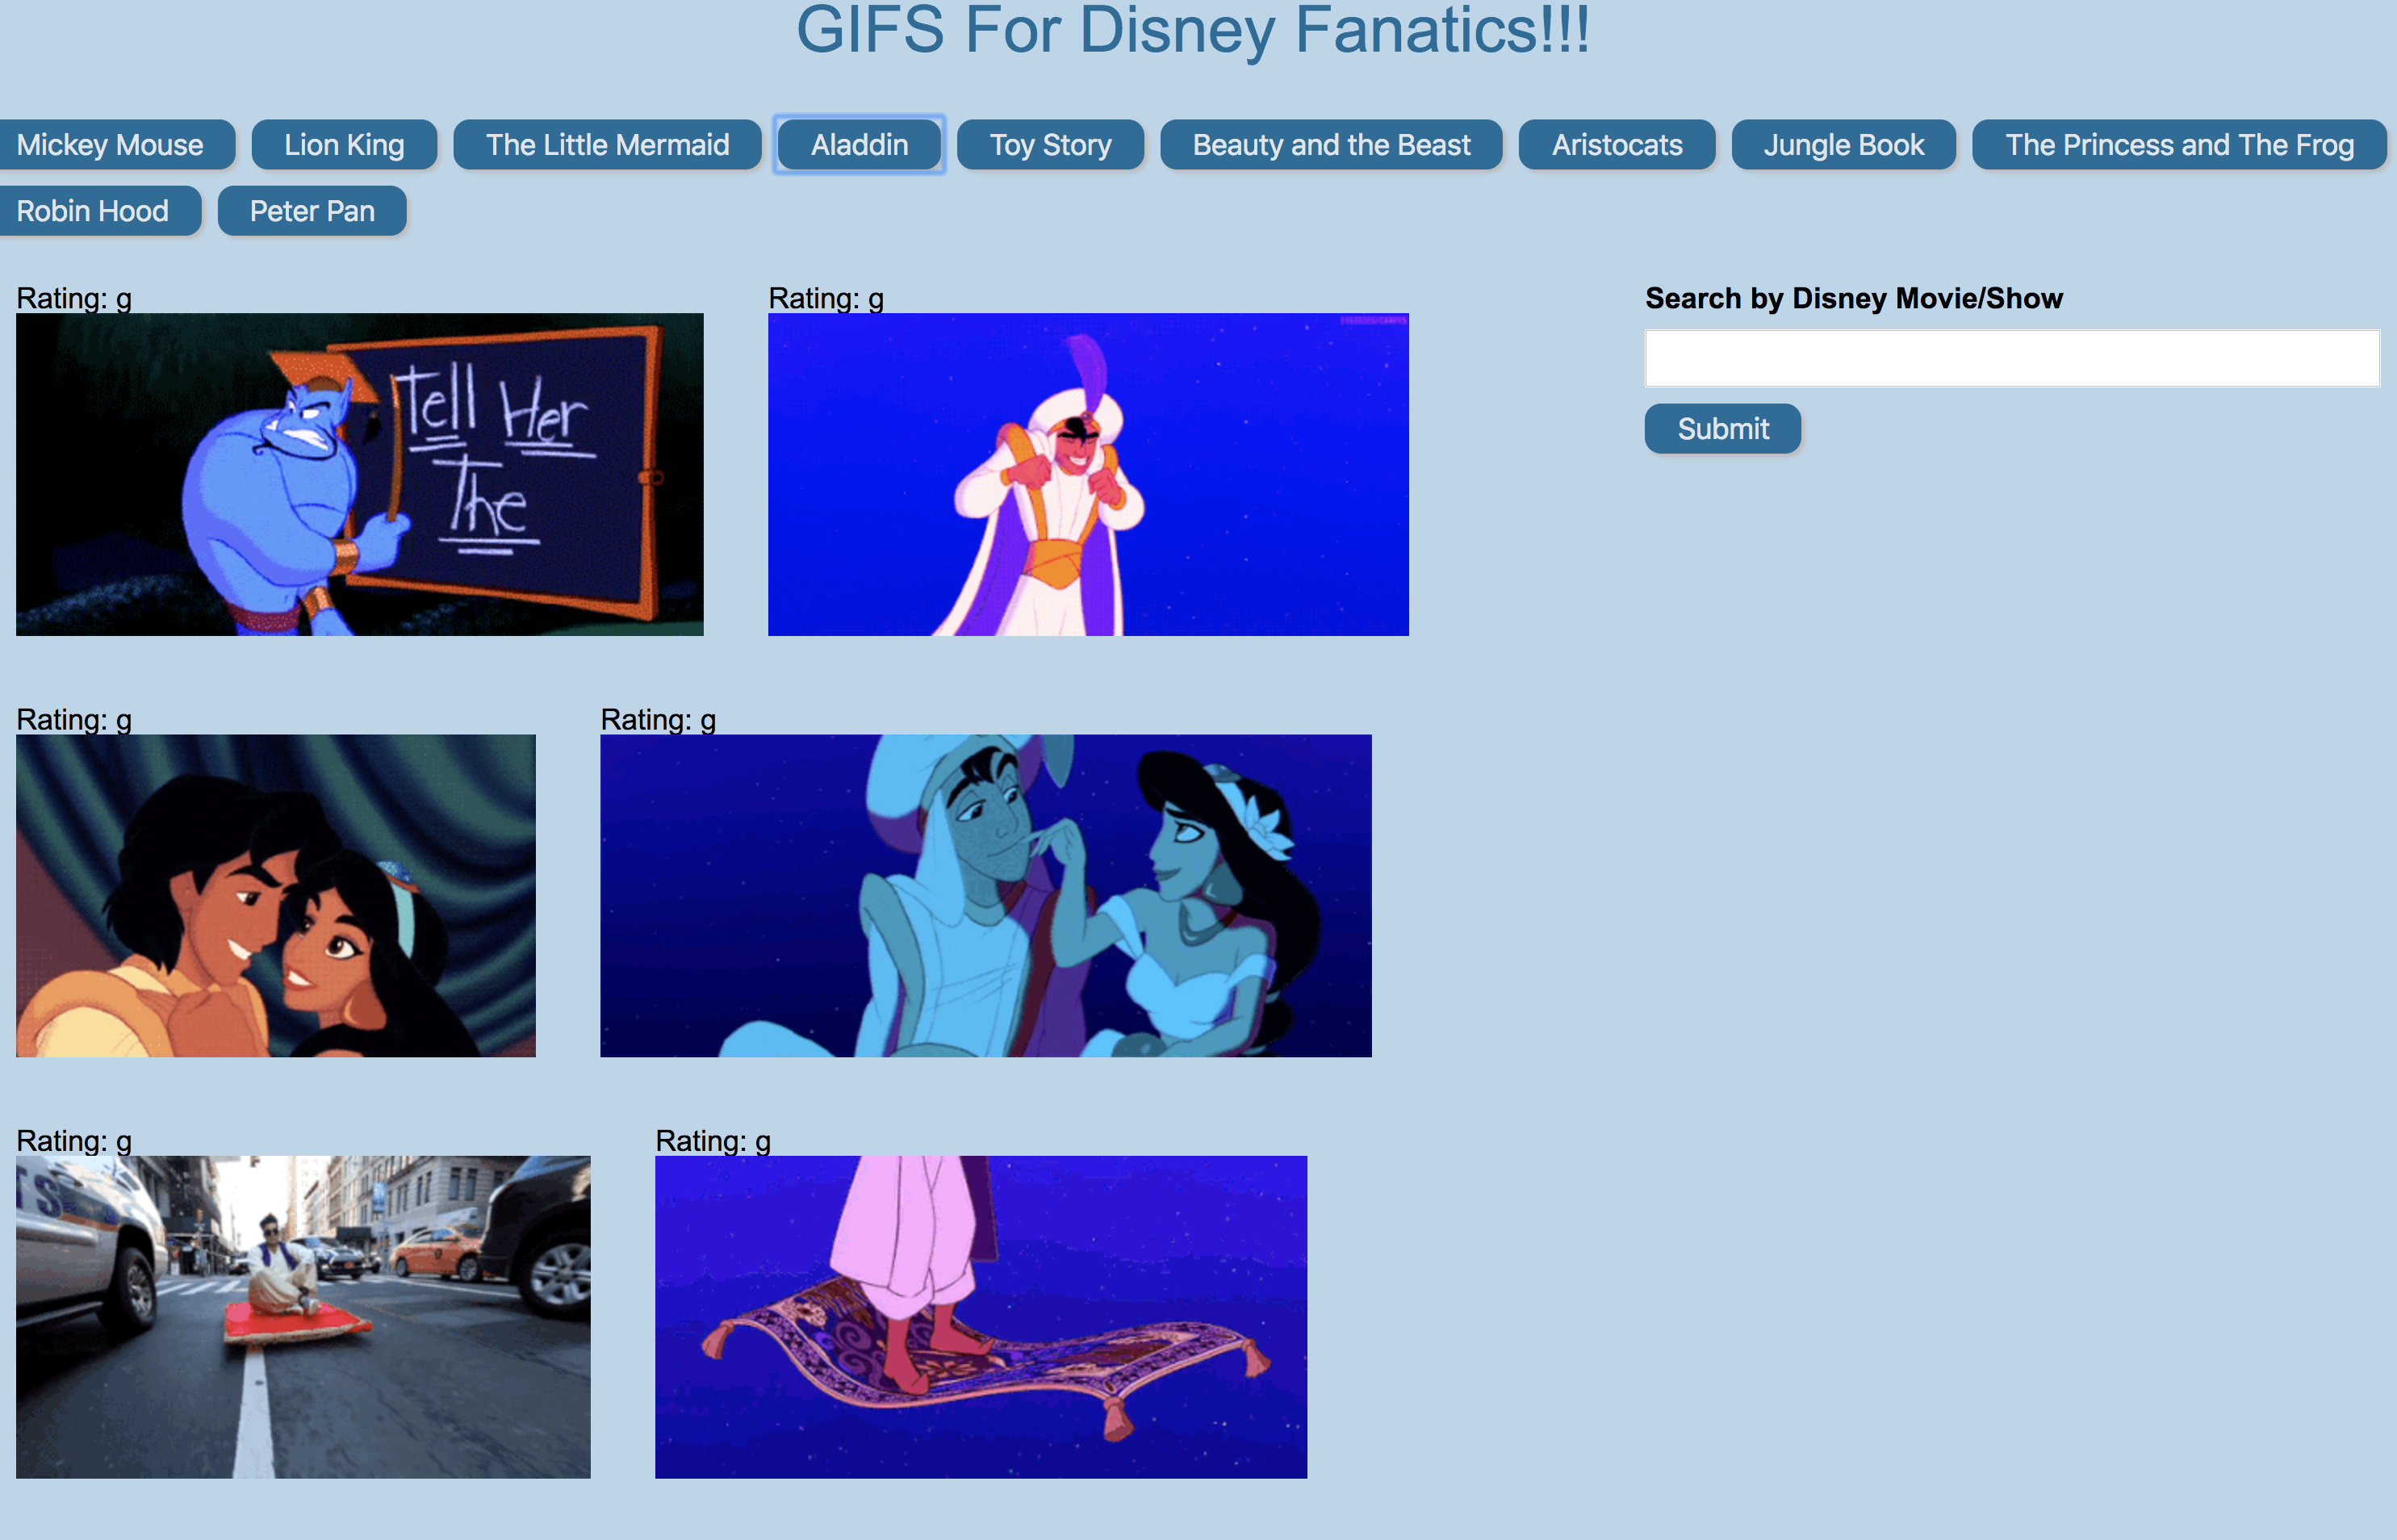 GIFS For Disney Fanatics!!!
Mickey Mouse Lion King The Little Mermaid Aladdin Toy Story Beauty and the Beast Aristocats Jungle Book The Princess and The Frog
Robin Hood Peter Pan
Rating: g Rating: g
Search by Disney Movie/Show
Tell Her
The
Submit
Rating: g Rating: g
Rating: g Rating: g